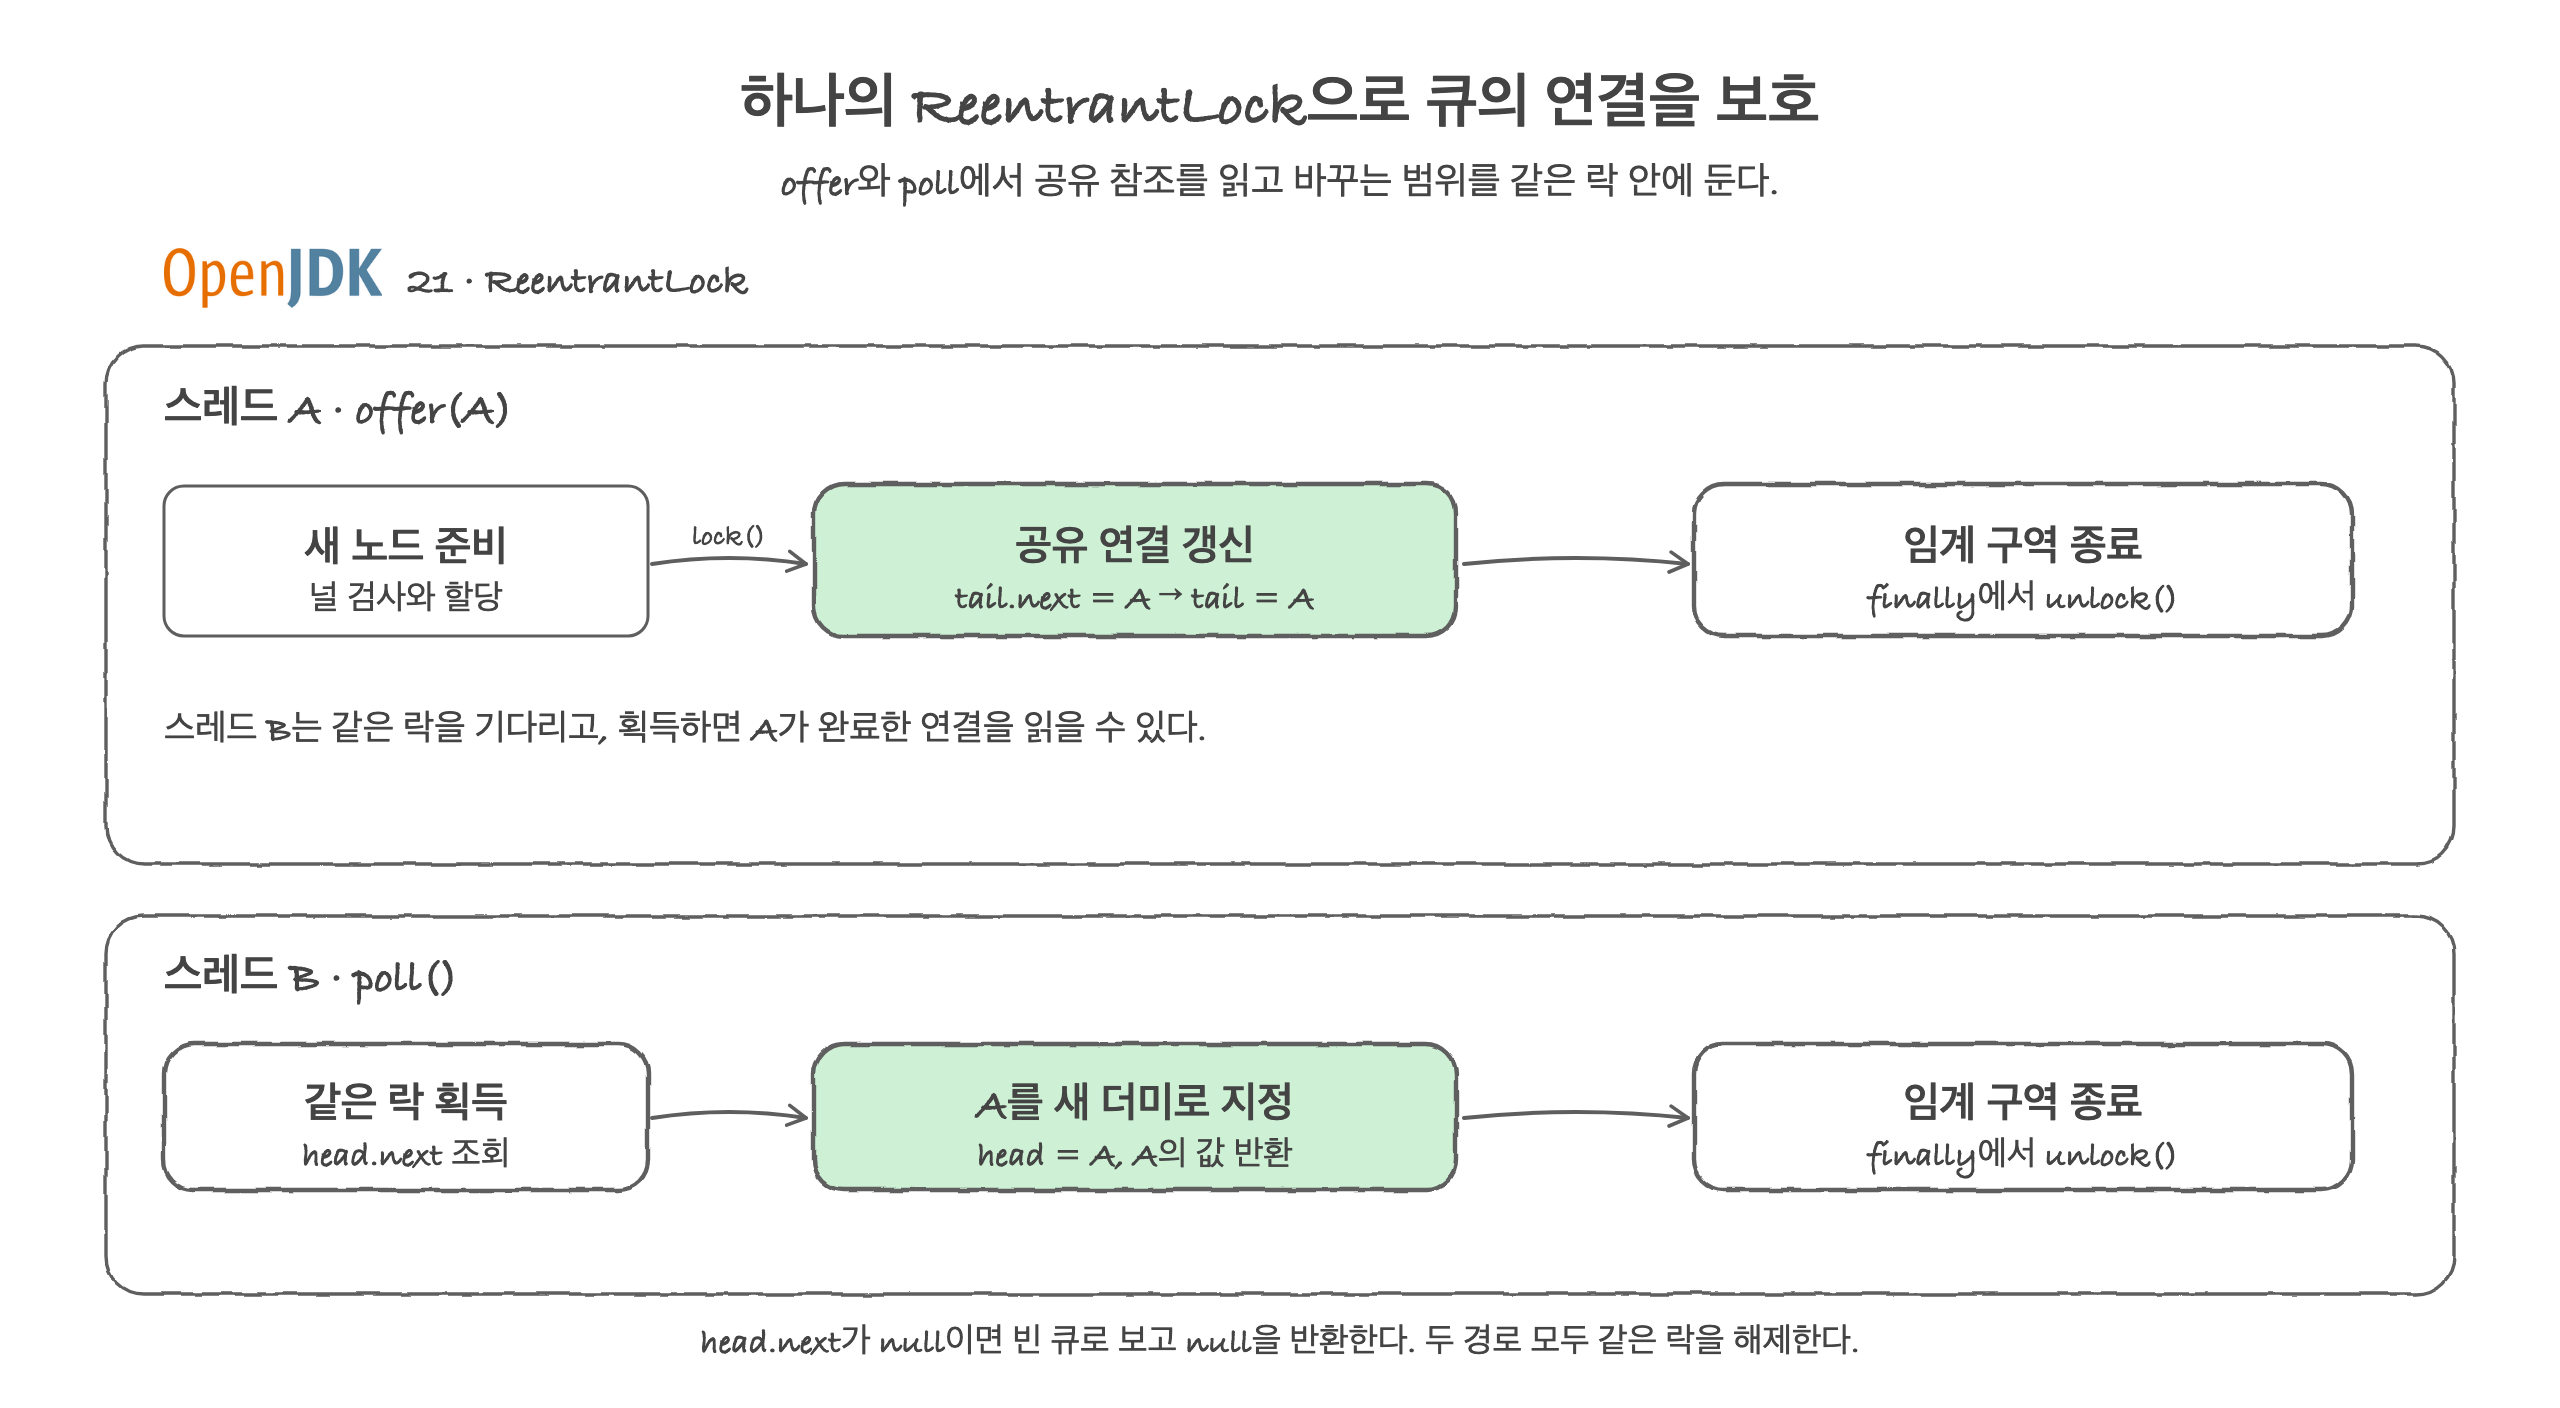 하나의 ReentrantLock으로 큐의 연결을 보호
offer와 poll에서 공유 참조를 읽고 바꾸는 범위를 같은 락 안에 둔다.
OpenJDK 21 · ReentrantLock
스레드 A · offer(A)
새 노드 준비
널 검사와 할당
lock()
공유 연결 갱신
tail.next = A → tail = A
임계 구역 종료
finally에서 unlock()
스레드 B는 같은 락을 기다리고, 획득하면 A가 완료한 연결을 읽을 수 있다.
스레드 B · poll()
같은 락 획득
head.next 조회
A를 새 더미로 지정
head = A, A의 값 반환
임계 구역 종료
finally에서 unlock()
head.next가 null이면 빈 큐로 보고 null을 반환한다. 두 경로 모두 같은 락을 해제한다.